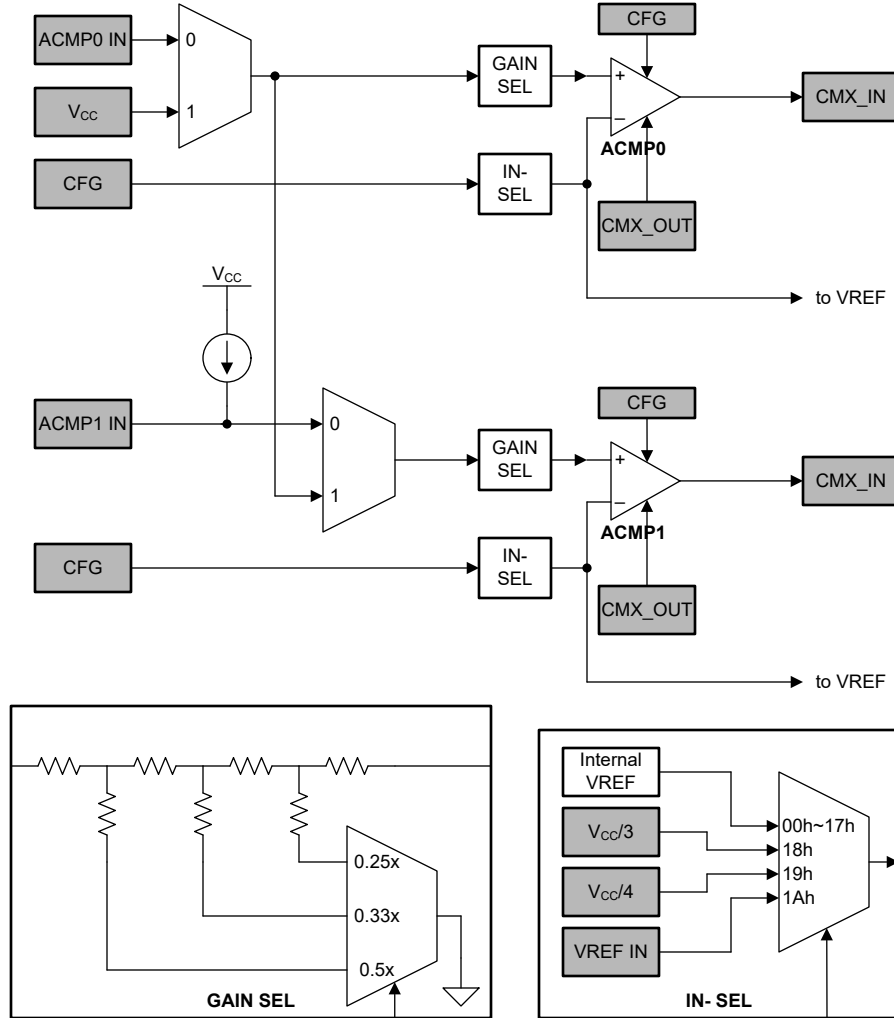 CFG
ACMP0 IN
0
GAIN
SEL
+
CMX_IN
VCC
1
–
ACMP0
CFG
IN-
SEL
CMX_OUT
VCC
to VREF
CFG
ACMP1 IN
0
GAIN
SEL
+
CMX_IN
1
–
ACMP1
CFG
IN-
SEL
CMX_OUT
to VREF
0.25x
0.33x
0.5x
GAIN SEL
Internal
VREF
00h~17h
VCC/3
18h
19h
VCC/4
1Ah
VREF IN
IN- SEL